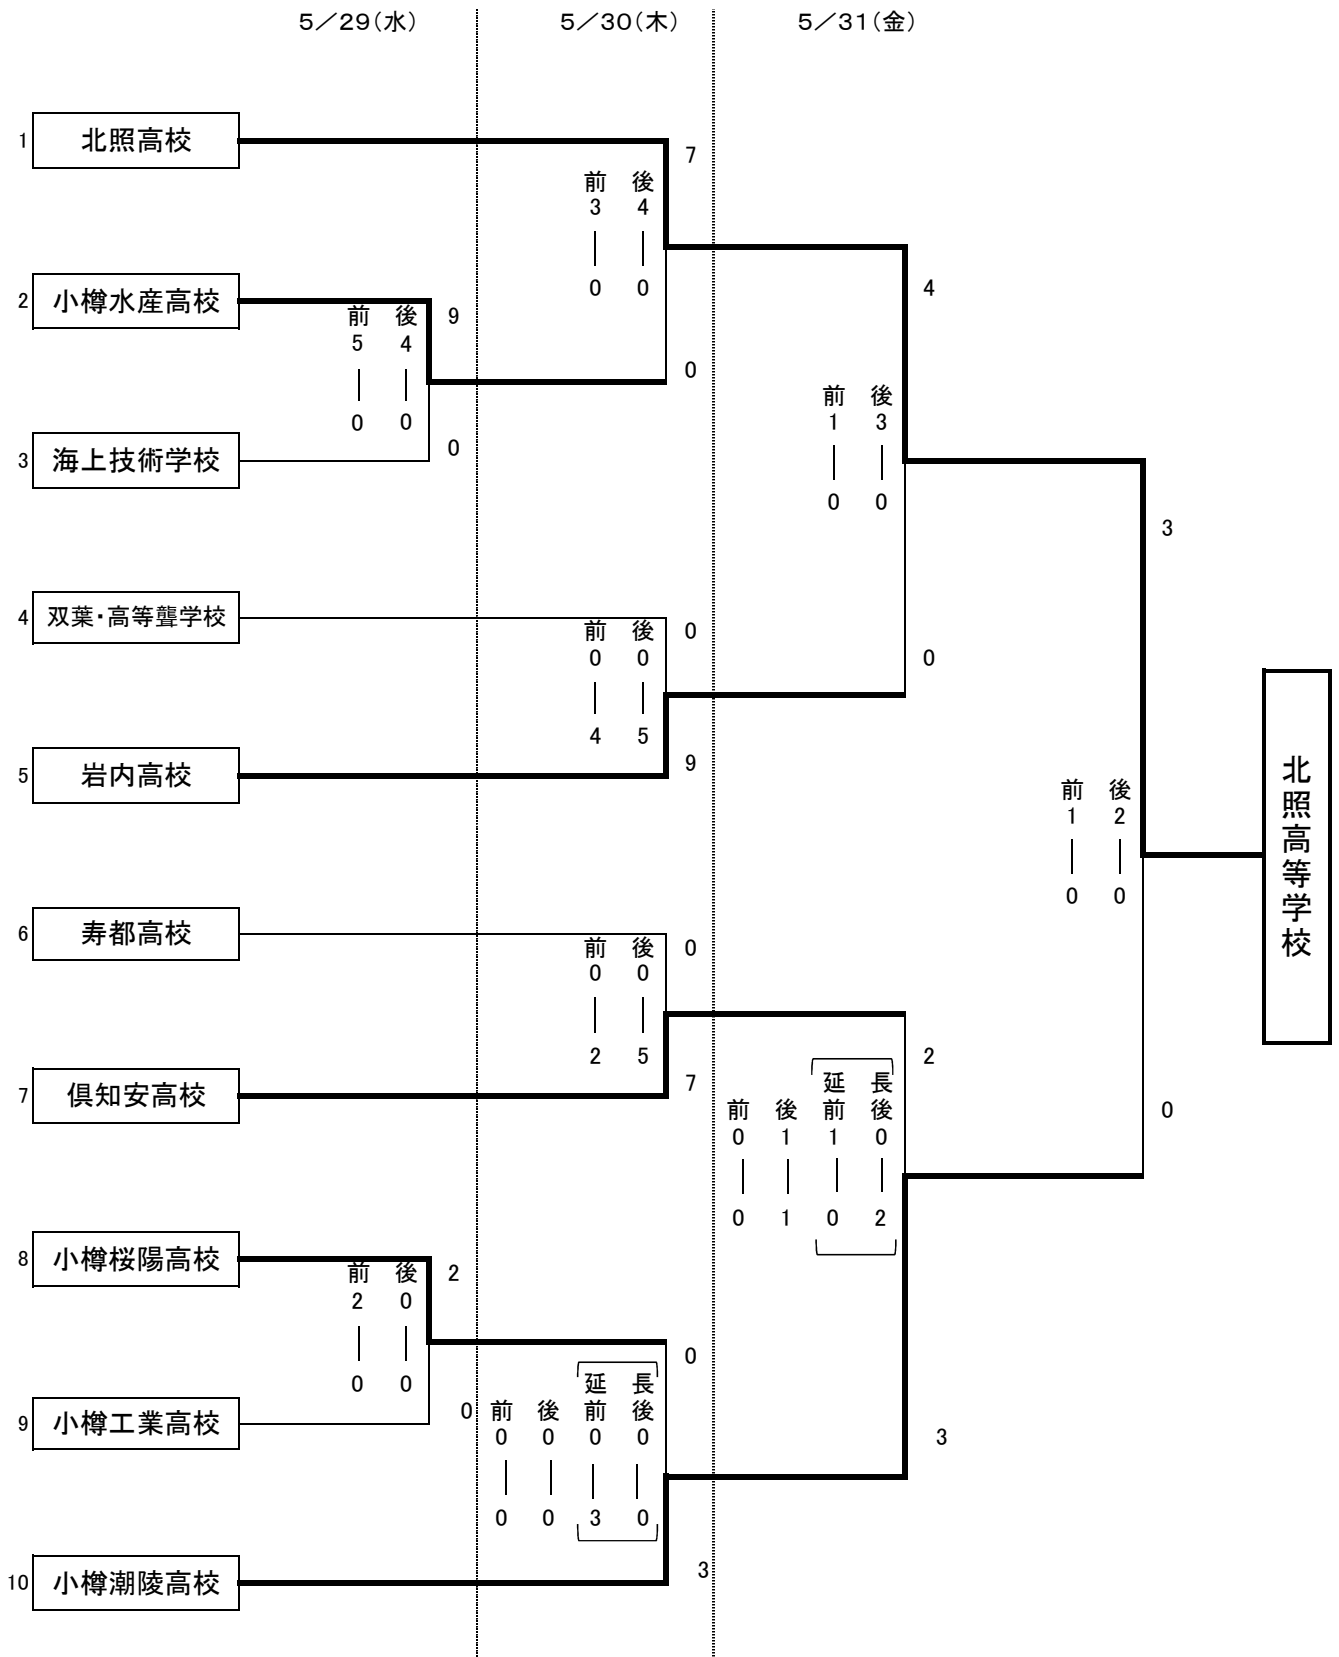 5／29（水） 5／30（木） 5／31（金）
1 北照高校
7
前 後
3 4
0 0
2 小樽水産高校
前 後
5 4
0 0
9
0
4
0
3 海上技術学校
前 後
1 3
0 0
3
4 双葉・高等聾学校
前 後
0 0
4 5
0
9
0
5 岩内高校
前 後
1 2
0 0
北照高等学校
6 寿都高校
前 後
0 0
2 5
0
7
7 倶知安高校
2
延 長
前 後 前 後
0 1 1 0
0 1 0 2
0
8 小樽桜陽高校
前 後
2 0
0 0
2
0
0
3
9 小樽工業高校
延 長
前 後 前 後
0 0 0 0
0 0 3 0
10 小樽潮陵高校
3